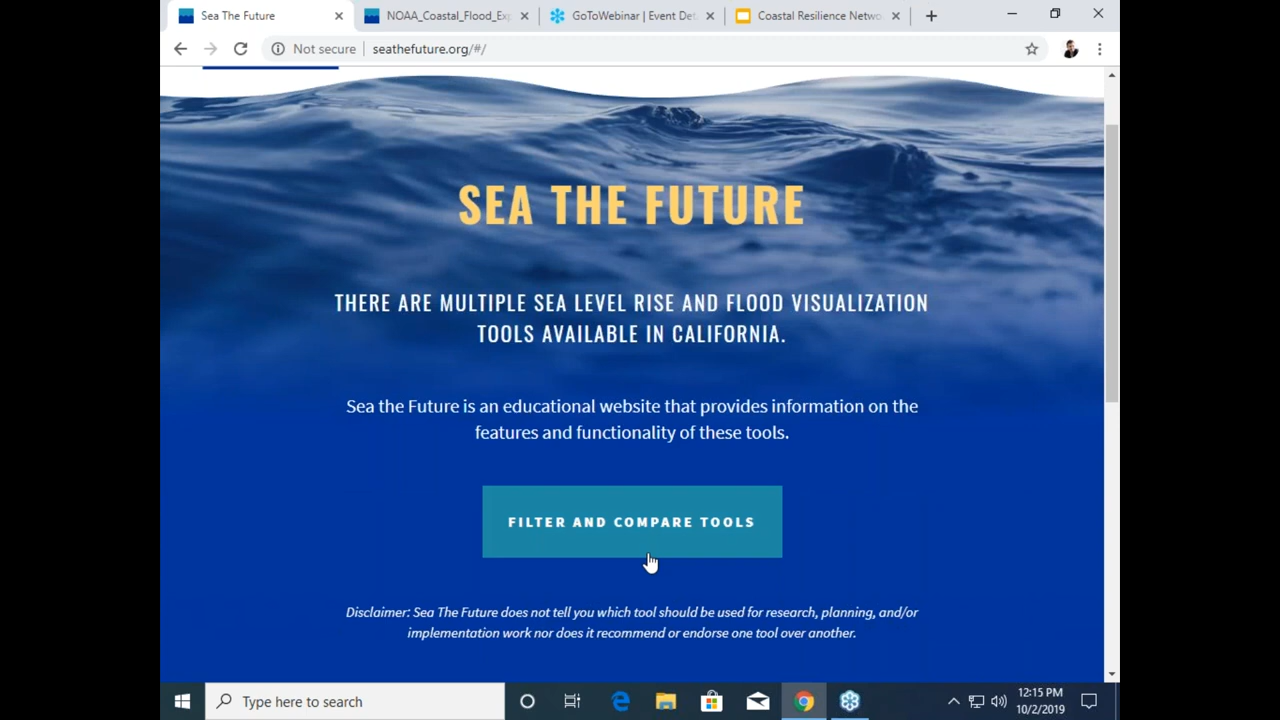 Sea The Future
NOAA_Coastal_Flood_Ex
GoToWebinar | Event Det
Coastal Resilience Netwo
Not secure
seathefuture.org/#/
SEA THE FUTURE
THERE ARE MULTIPLE SEA LEVEL RISE AND FLOOD VISUALIZATION
TOOLS AVAILABLE IN CALIFORNIA.
Sea the Future is an educational website that provides information on the
features and functionality of these tools.
FILTER AND COMPARE TOOLS
Disclaimer: Sea The Future does not tell you which tool should be used for research, planning, and/or
implementation work nor does it recommend or endorse one tool over another.
Type here to search
12:15 PM
10/2/2019